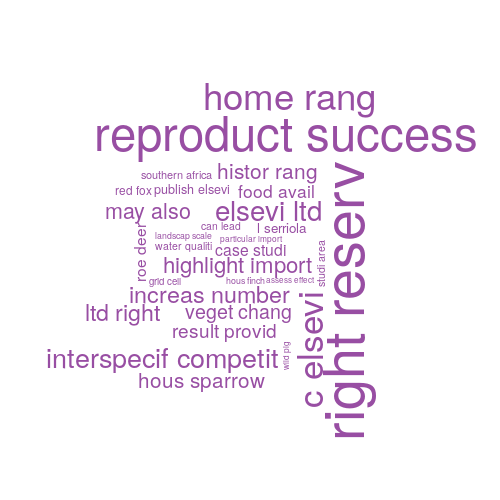 home rang
reproduct success
southern africa
histor rang
red fox
publish elsevi
food avail
may also
elsevi ltd
can lead
l serriola
landscap scale
particular import
water qualiti
case studi
roe deer
highlight import
studi area
grid cell
hous finch
assess effect
increas number
ltd right
veget chang
c elsevi
right reserv
result provid
interspecif competit
wild pig
hous sparrow